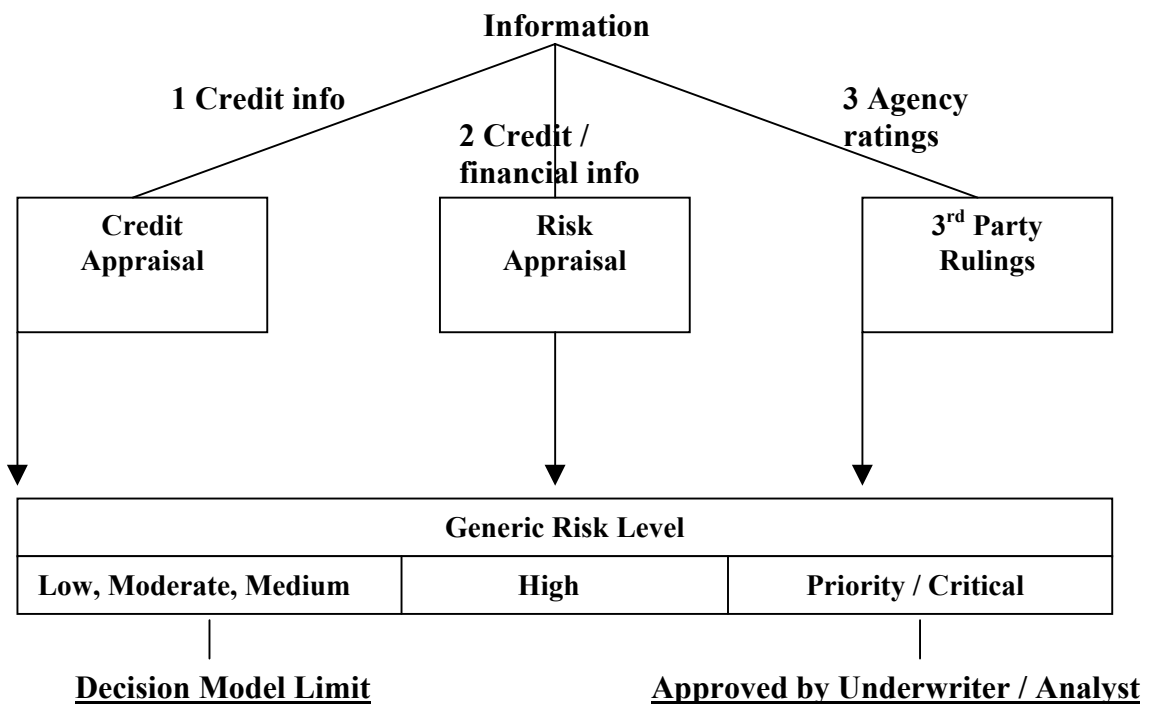 Information
1 Credit info
2 Credit /
financial info
3 Agency
ratings
Credit
Appraisal
Risk
Appraisal
3rd Party
Rulings
Generic Risk Level
Low, Moderate, Medium
High
Priority / Critical
Decision Model Limit
Approved by Underwriter / Analyst